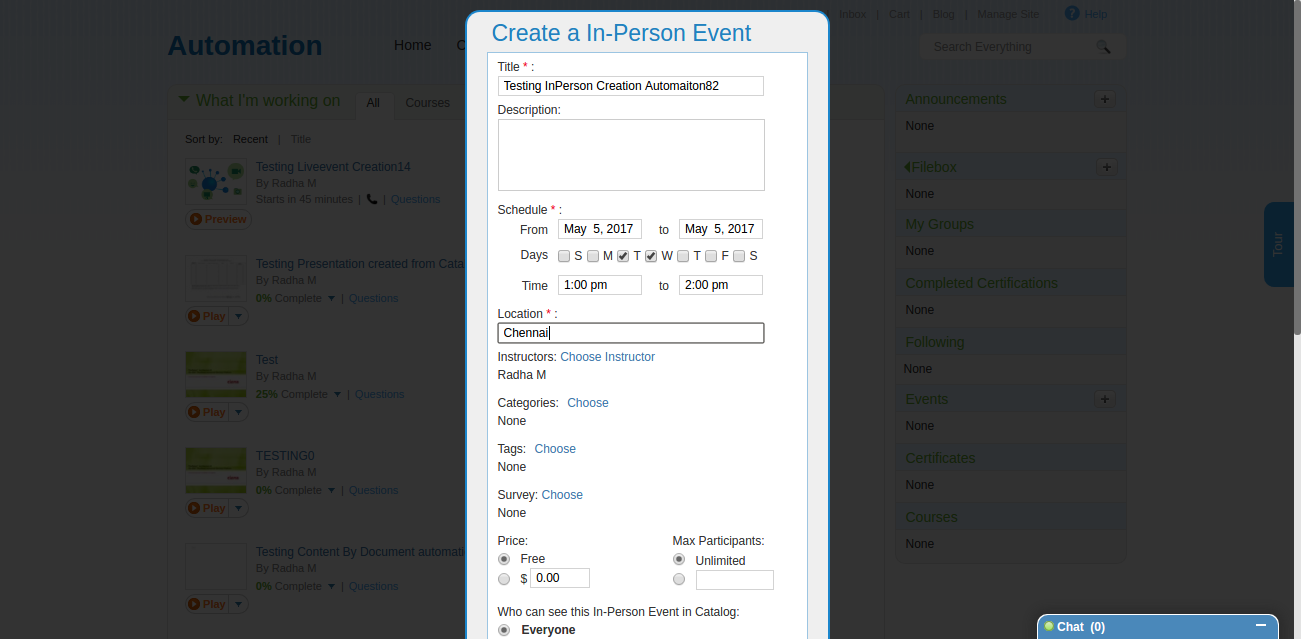 Inbox | Cart | Blog | Manage Site ? Help
Automation
Home
Search Everything
What I'm working on
All
Courses
Sort by: Recent | Title
Testing Liveevent Creation14
By Radha M
Starts in 45 minutes | | Questions
Preview
Testing Presentation created from Cata
By Radha M
0% Complete | Questions
Play
Test
By Radha M
25% Complete | Questions
Play
TESTING0
By Radha M
0% Complete | Questions
Play
Testing Content By Document automati
By Radha M
0% Complete | Questions
Play
Create a In-Person Event
Title * :
Testing InPerson Creation Automaiton82
Description:
Schedule * :
From May 5, 2017 to May 5, 2017
Days S M T W T F S
Time 1:00 pm to 2:00 pm
Location * :
Chennai
Instructors: Choose Instructor
Radha M
Categories: Choose
None
Tags: Choose
None
Survey: Choose
None
Price:
Free
$ 0.00
Max Participants:
Unlimited
Who can see this In-Person Event in Catalog:
Everyone
Announcements +
None
Filebox +
None
My Groups
None
Completed Certifications
None
Following
None
Events +
None
Certificates
None
Courses
None
Tour
Chat (0)